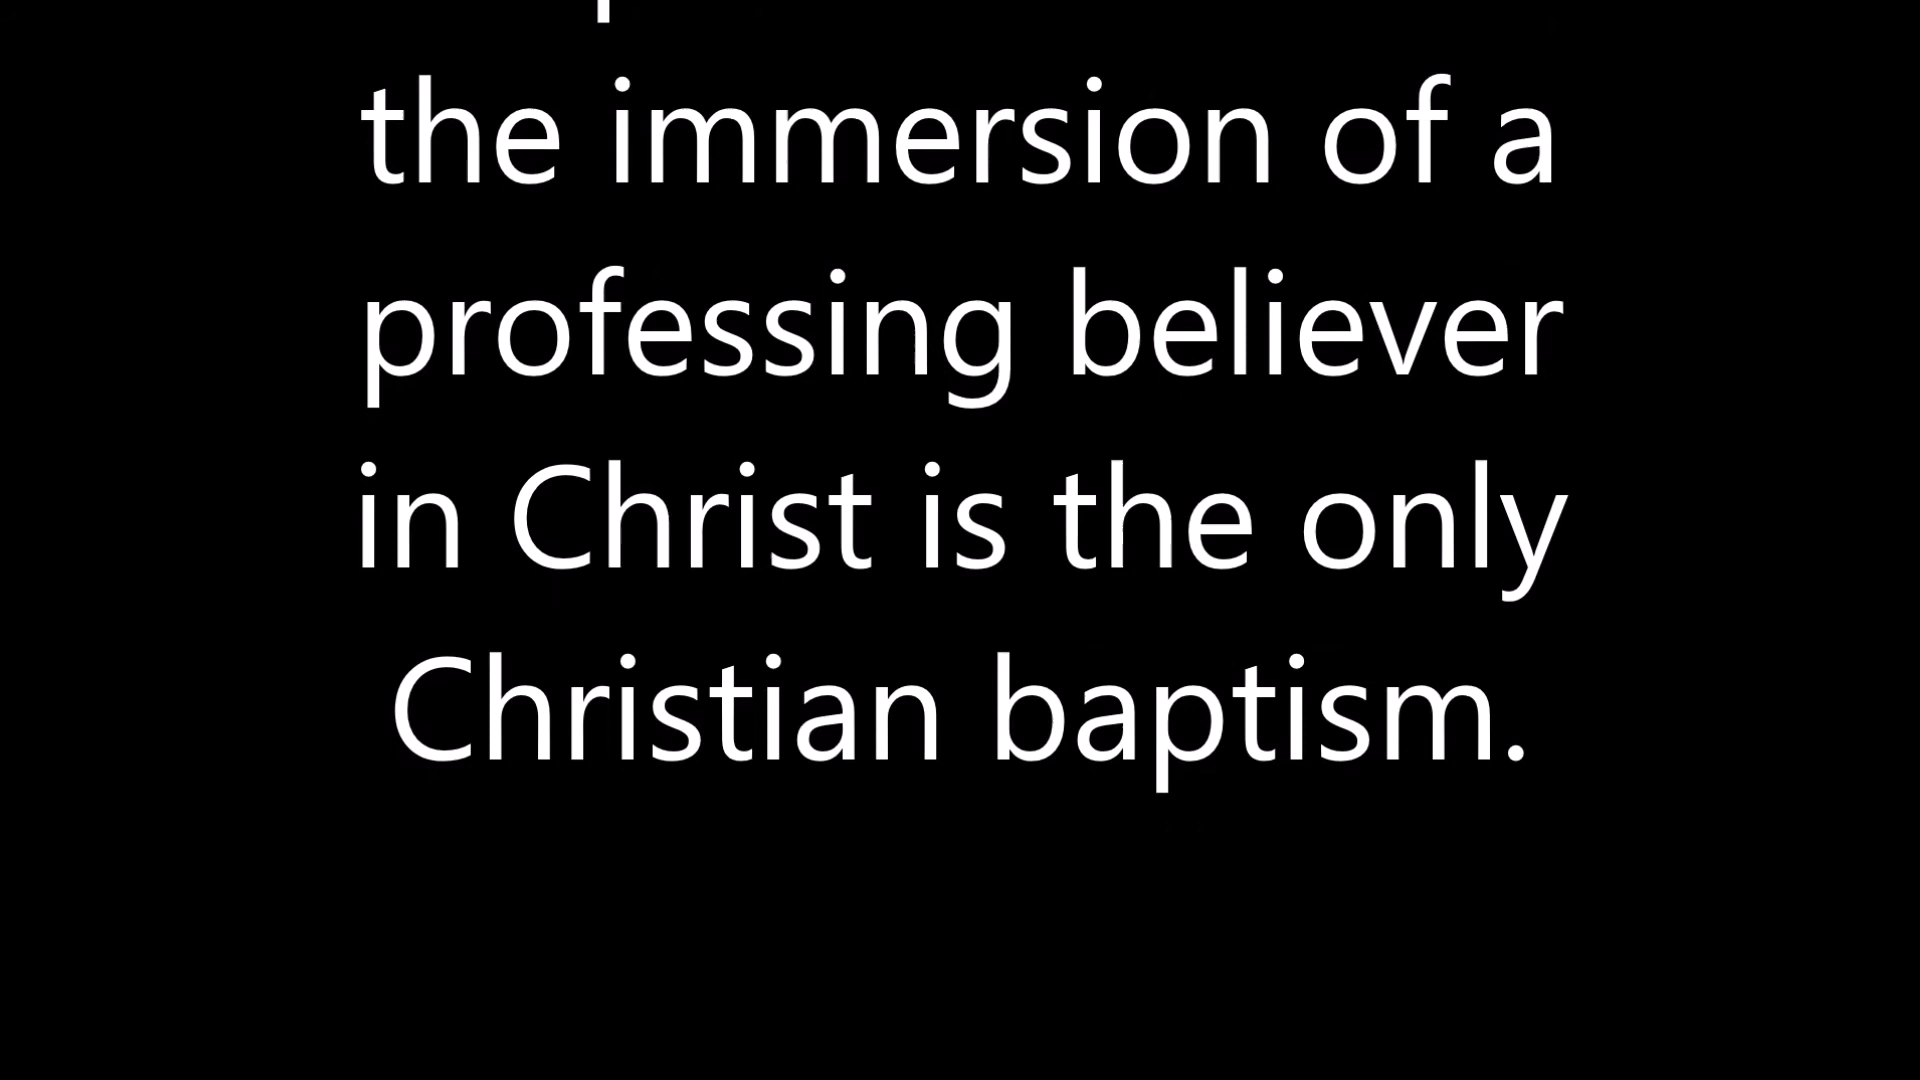 the immersion of a
professing believer
in Christ is the only
Christian baptism.